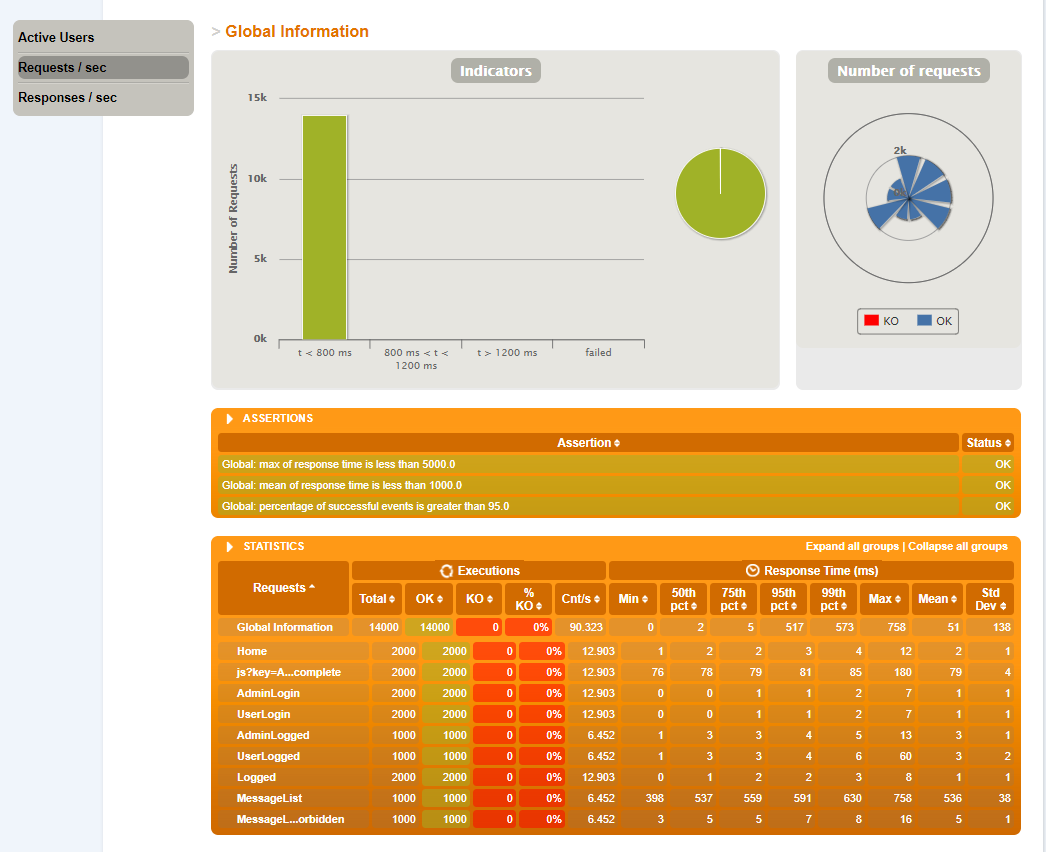 Active Users
Requests / sec
Responses / sec
> Global Information
Indicators
15k
10k
5k
0k
Number of Requests
t < 800 ms
800 ms < t <
1200 ms
t > 1200 ms
failed
Number of requests
2k
KO OK
ASSERTIONS
Assertion Status
Global: max of response time is less than 5000.0 OK
Global: mean of response time is less than 1000.0 OK
Global: percentage of successful events is greater than 95.0 OK
STATISTICS Expand all groups | Collapse all groups
Requests Executions Response Time (ms)
Total OK KO % KO Cnt/s Min 50th pct 75th pct 95th pct 99th pct Max Mean Std Dev
Global Information 14000 14000 0 0% 90.323 0 2 5 517 573 758 51 138
Home 2000 2000 0 0% 12.903 1 2 2 3 4 12 2 1
js?key=A...complete 2000 2000 0 0% 12.903 76 78 79 81 85 180 79 4
AdminLogin 2000 2000 0 0% 12.903 0 0 1 1 2 7 1 1
UserLogin 2000 2000 0 0% 12.903 0 0 1 1 2 7 1 1
AdminLogged 1000 1000 0 0% 6.452 1 3 3 4 5 13 3 1
UserLogged 1000 1000 0 0% 6.452 1 3 3 4 6 60 3 2
Logged 2000 2000 0 0% 12.903 0 1 2 2 3 8 1 1
MessageList 1000 1000 0 0% 6.452 398 537 559 591 630 758 536 38
MessageL...orbidden 1000 1000 0 0% 6.452 3 5 5 7 8 16 5 1